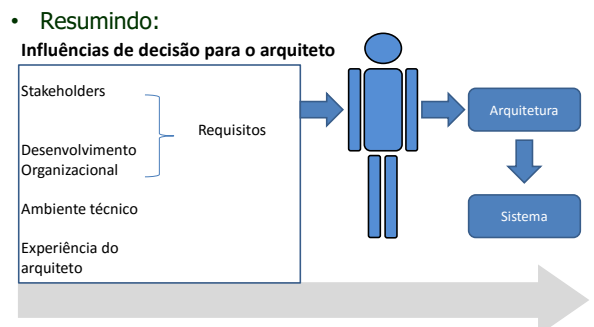 • Resumindo:
Influências de decisão para o arquiteto
Stakeholders
Requisitos
Desenvolvimento
Organizacional
Ambiente técnico
Experiência do
arquiteto
Arquitetura
Sistema